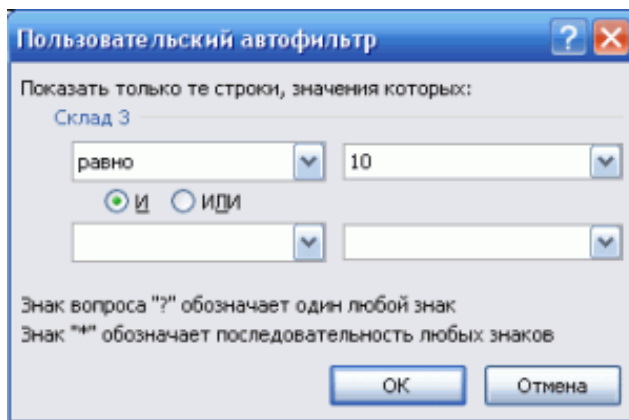 Пользовательский автофильтр
Показать только те строки, значения которых:
Склад 3
равно 10
И ИЛИ
Знак вопроса "?" обозначает один любой знак
Знак "*" обозначает последовательность любых знаков
ОК Отмена